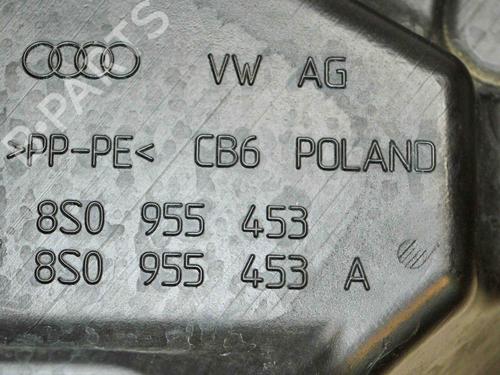 VW AG
>PP-PE< CB6 POLAND
8S0 955 453
8S0 955 453 A